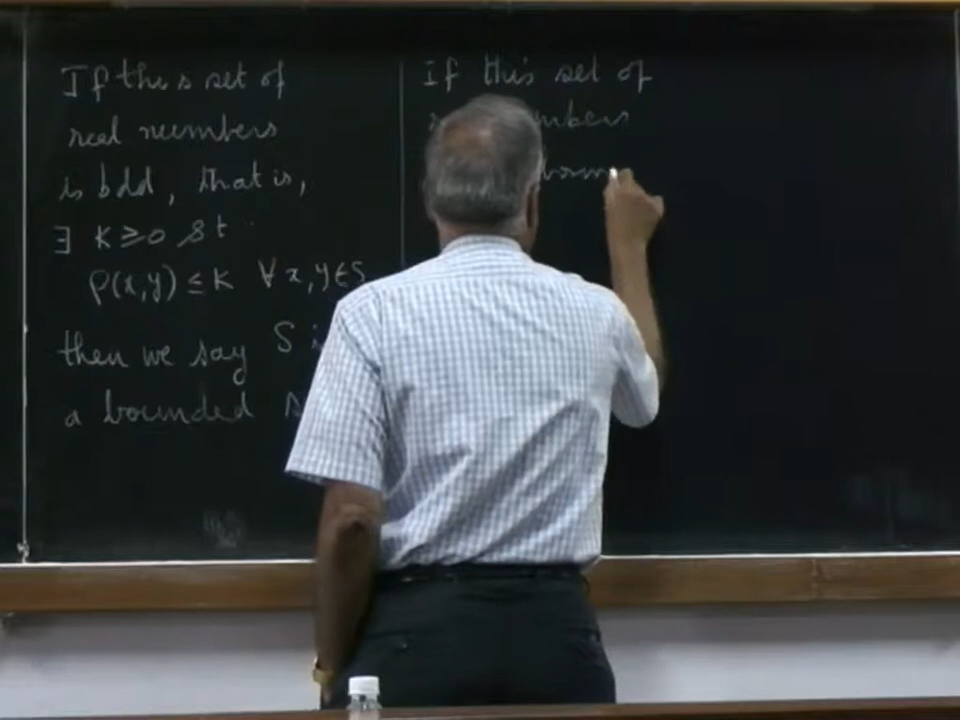 If this set of
real numbers
is bdd, that is,
∃ K ≥ 0 st
ρ(x,y) ≤ K ∀ x, y ∈ S
then we say S
a bounded
If this set of